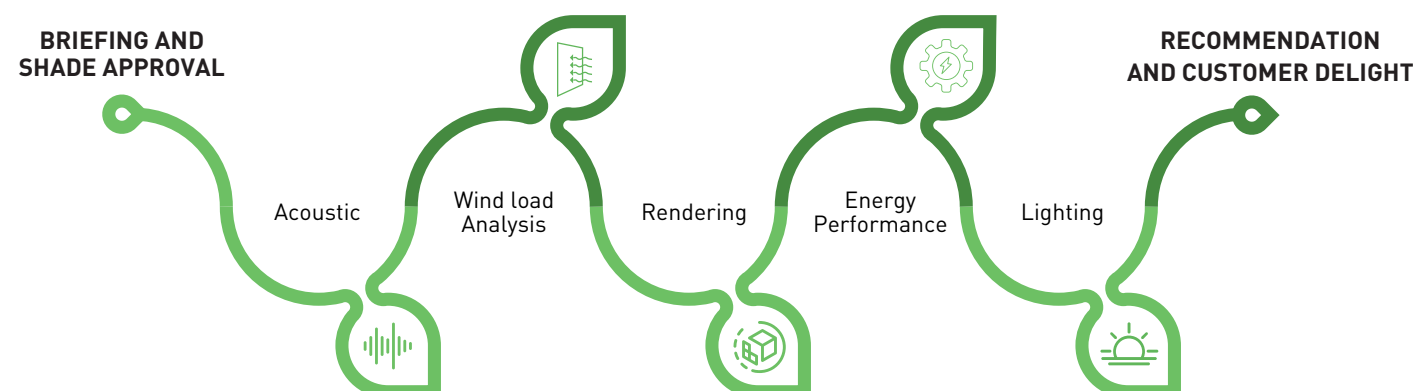 BRIEFING AND
SHADE APPROVAL
Acoustic
Wind load
Analysis
Rendering
Energy
Performance
Lighting
RECOMMENDATION
AND CUSTOMER DELIGHT